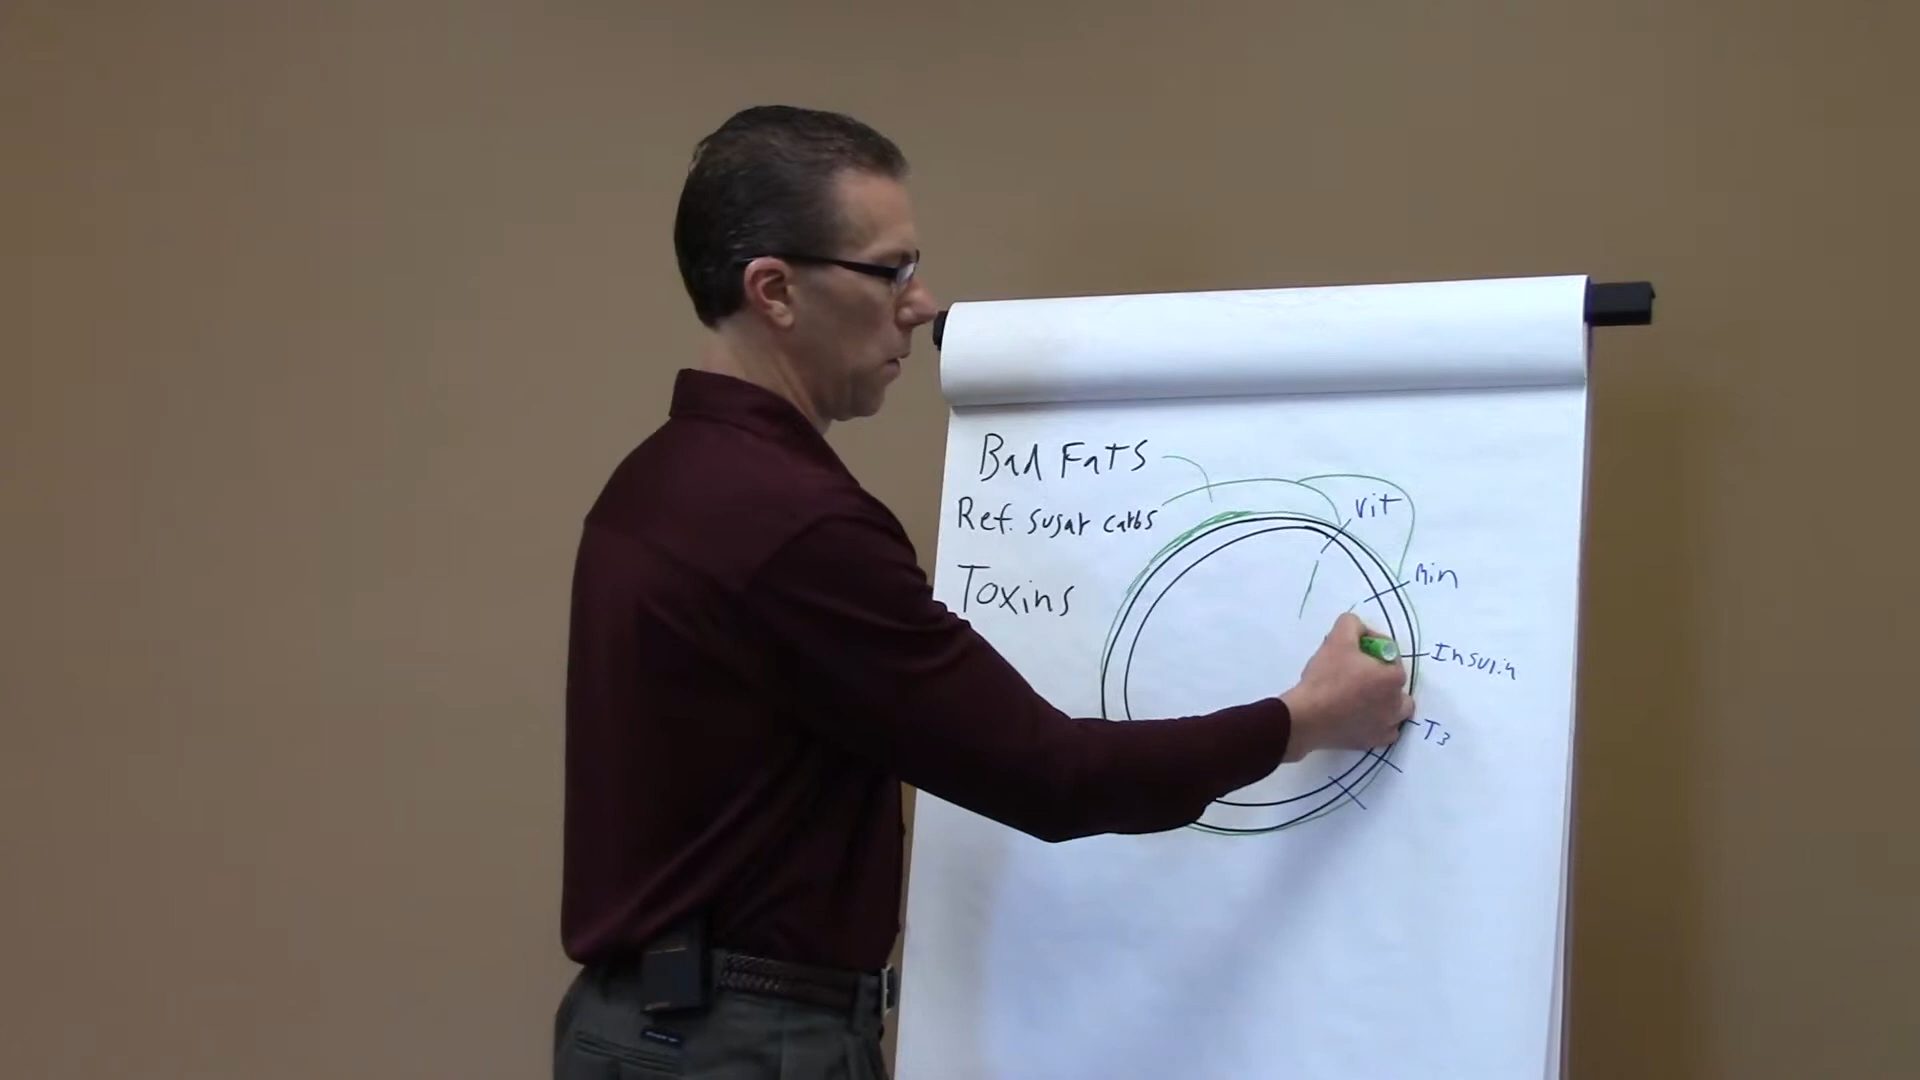 Bad Fats
Ref. sugar carbs
Toxins
Vit
Min
Insulin
T3